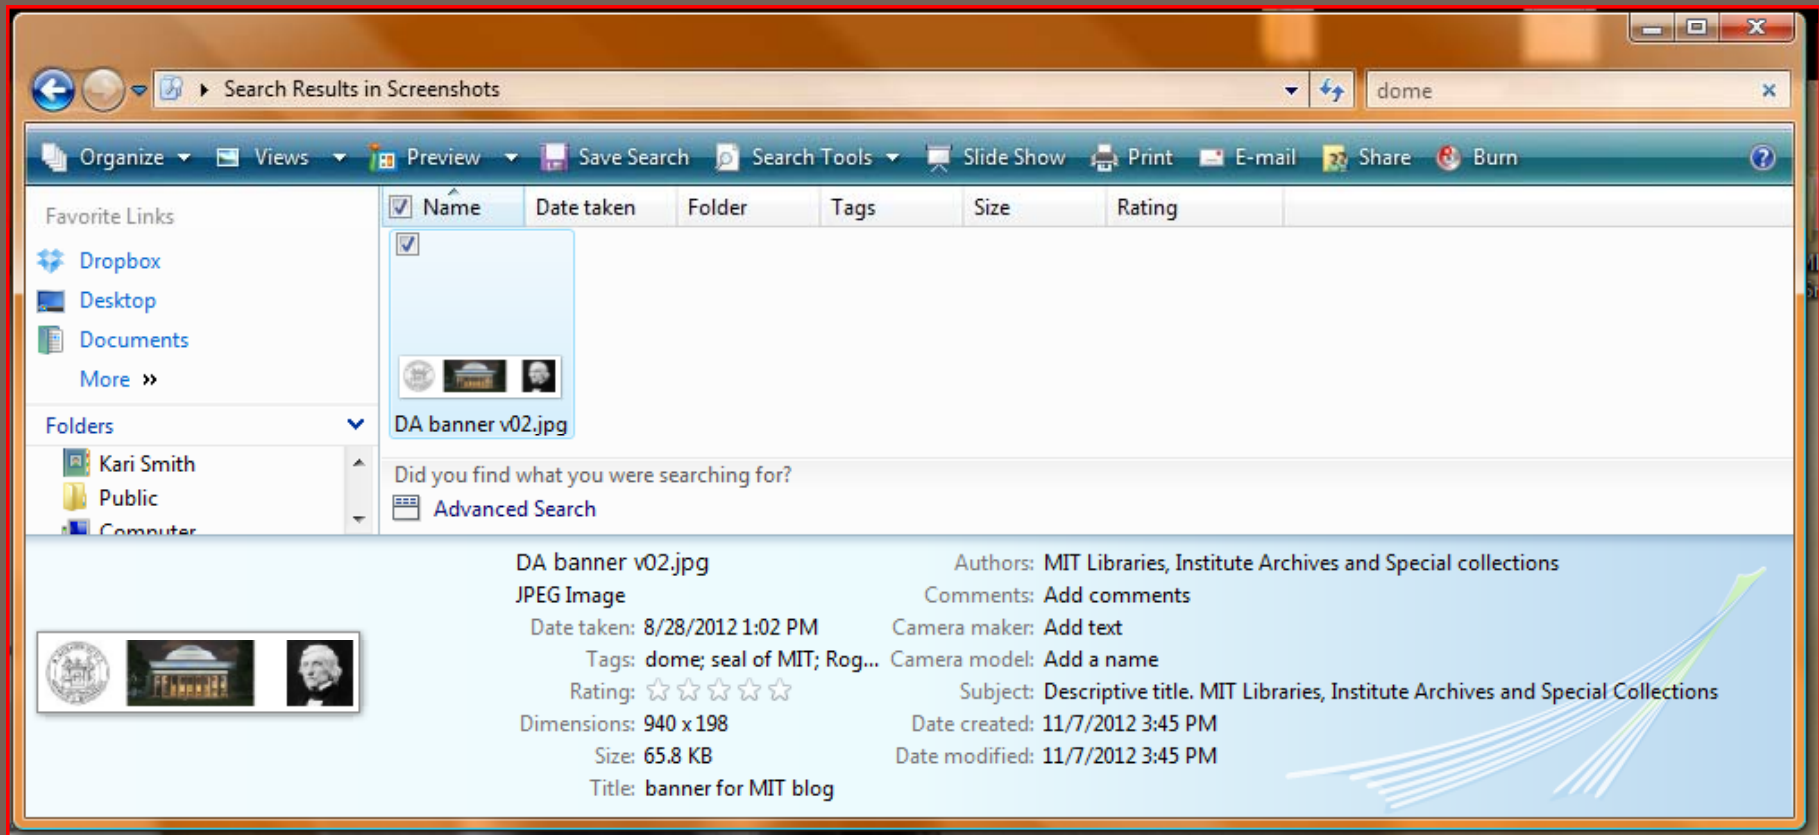 Search Results in Screenshots
dome
Organize Views Preview Save Search Search Tools Slide Show Print E-mail Share Burn
Favorite Links
Dropbox
Desktop
Documents
More »
Folders
Kari Smith
Public
Computer
Name Date taken Folder Tags Size Rating
DA banner v02.jpg
Did you find what you were searching for?
Advanced Search
DA banner v02.jpg
JPEG Image
Date taken: 8/28/2012 1:02 PM
Tags: dome; seal of MIT; Rog...
Rating:
Dimensions: 940 x 198
Size: 65.8 KB
Title: banner for MIT blog
Authors: MIT Libraries, Institute Archives and Special collections
Comments: Add comments
Camera maker: Add text
Camera model: Add a name
Subject: Descriptive title. MIT Libraries, Institute Archives and Special Collections
Date created: 11/7/2012 3:45 PM
Date modified: 11/7/2012 3:45 PM